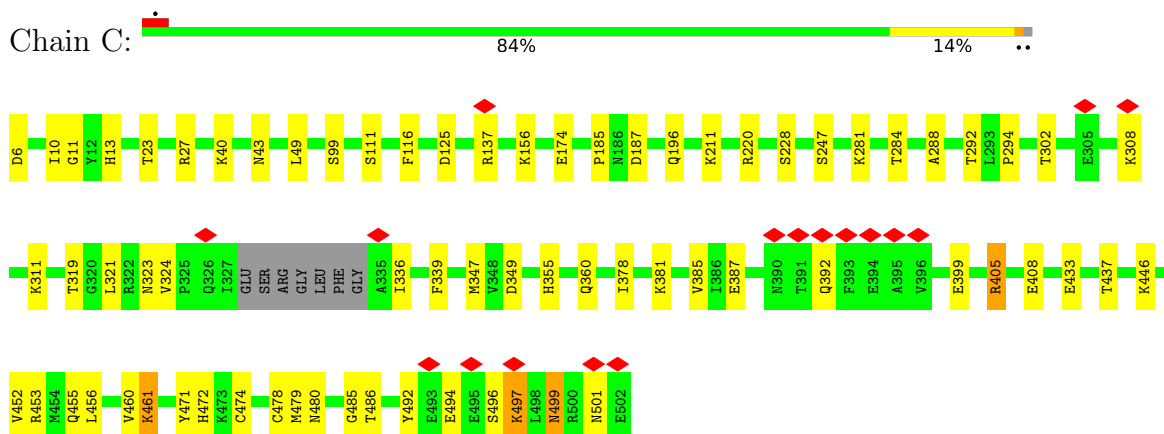 Chain C:
84% 14% ••
D6 I10 G11 Y12 H13 T23 R27 K40 N43 L49 S99 S111 F116 D125 R137 K156 E174 P185 N186 D187 Q196 K211 R220 S228 S247 K281 T284 A288 T292 L293 P294 T302 E305 K308
K311 T319 G320 L321 R322 N323 V324 P325 Q326 I327 GLU SER ARG GLY LEU PHE GLY A335 I336 F339 M347 V348 D349 H355 Q360 I378 K381 V385 I386 E387 N390 T391 Q392 F393 E394 A395 V396 E399 R405 E408 E433 T437 K446
V452 R453 M454 Q455 L456 V460 K461 Y471 H472 K473 C474 C478 M479 N480 G485 T486 Y492 E493 E494 E495 S496 K497 L498 N499 R500 N501 E502